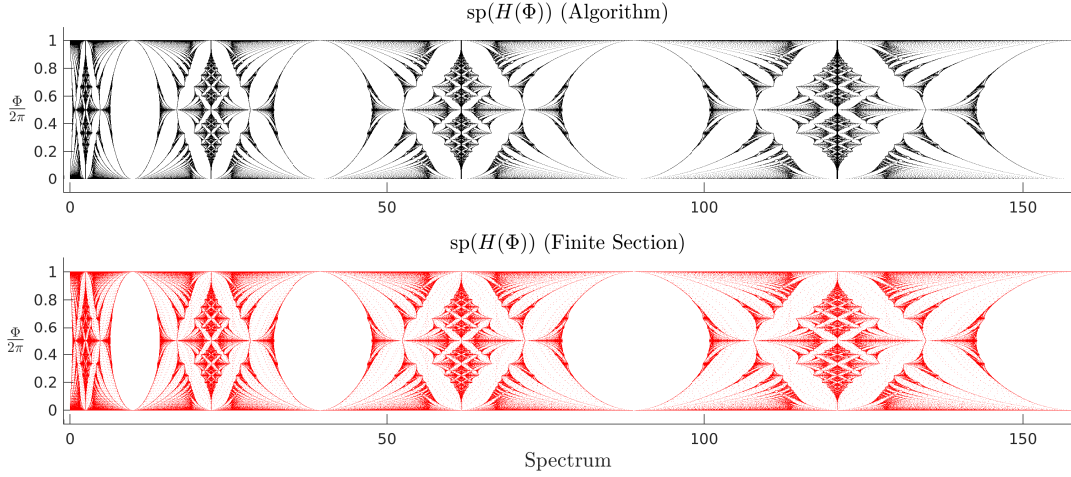 sp(H(Φ)) (Algorithm)
1
0.8
0.6
0.4
0.2
0
Φ/2π
0 50 100 150
sp(H(Φ)) (Finite Section)
1
0.8
0.6
0.4
0.2
0
Φ/2π
0 50 100 150
Spectrum